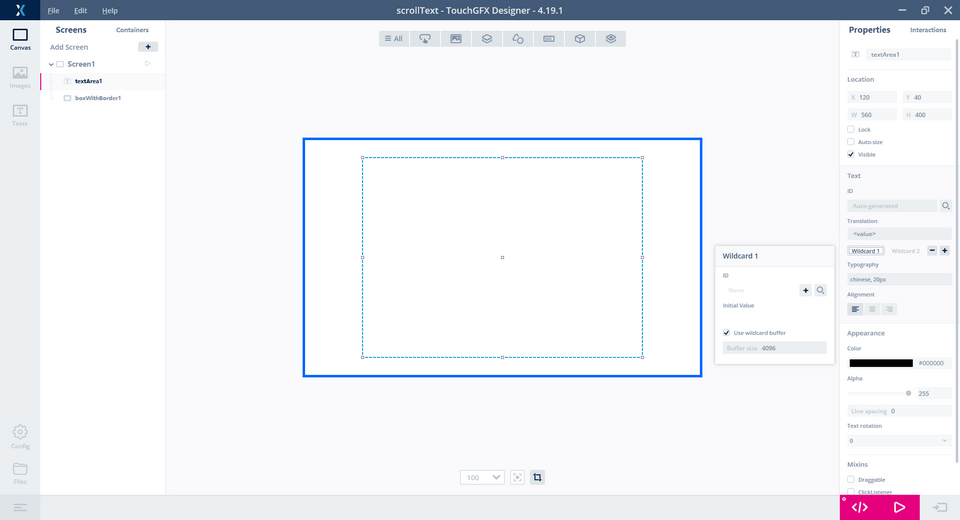 File
Edit
Help
scrollText - TouchGFX Designer - 4.19.1
Canvas
Images
Texts
Config
Files
Screens
Containers
Add Screen
+
Screen1
textArea1
boxWithBorder1
All
100
Wildcard 1
ID
None
+
Initial Value
Use wildcard buffer
Buffer size 4096
Properties
Interactions
textArea1
Location
X 120
Y 40
W 560
H 400
Lock
Auto-size
Visible
Text
ID
Auto-generated
Translation
<value>
Wildcard 1
Wildcard 2
Typography
chinese, 20px
Alignment
Appearance
Color
#000000
Alpha
255
Line spacing 0
Text rotation
0
Mixins
Draggable
ClickListener